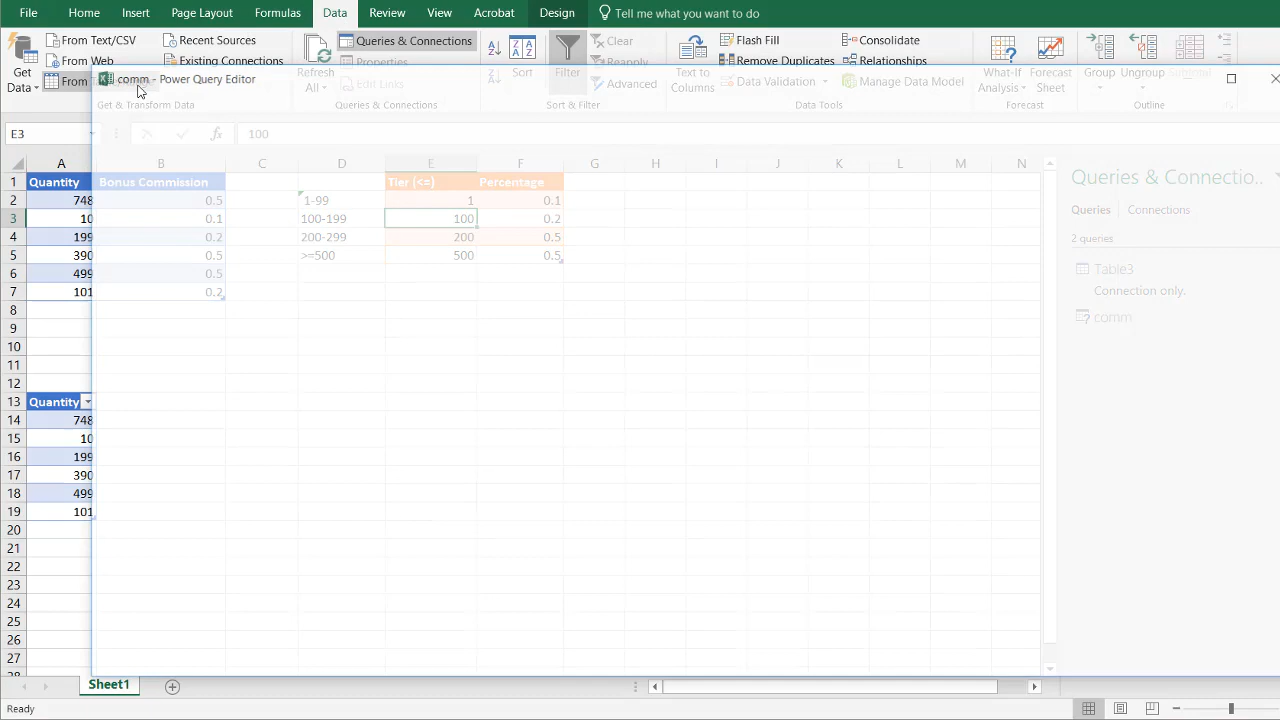 File Home Insert Page Layout Formulas Data Review View Acrobat Design Tell me what you want to do
From Text/CSV Recent Sources Queries & Connections Clear Flash Fill Consolidate
From Web Existing Connections Properties Reapply Remove Duplicates Relationships
Get Data From Refresh All Edit Links Sort Filter Advanced Text to Columns Data Validation Manage Data Model What-If Analysis Forecast Sheet Group Ungroup Subtotal
comm - Power Query Editor
Get & Transform Data Queries & Connections Sort & Filter Data Tools Forecast Outline
E3 fx 100
A B C D E F G H I J K L M N
1 Quantity Bonus Commission Tier (<=) Percentage
2 748 0.5 1-99 1 0.1
3 10 0.1 100-199 100 0.2
4 199 0.2 200-299 200 0.5
5 390 0.5 >=500 500 0.5
6 499 0.5
7 101 0.2
8
9
10
11
12
13 Quantity
14 748
15 10
16 199
17 390
18 499
19 101
20
21
22
23
24
25
26
27
28
Queries & Connectio..
Queries Connections
2 queries
Table3
Connection only.
comm
Sheet1
Ready